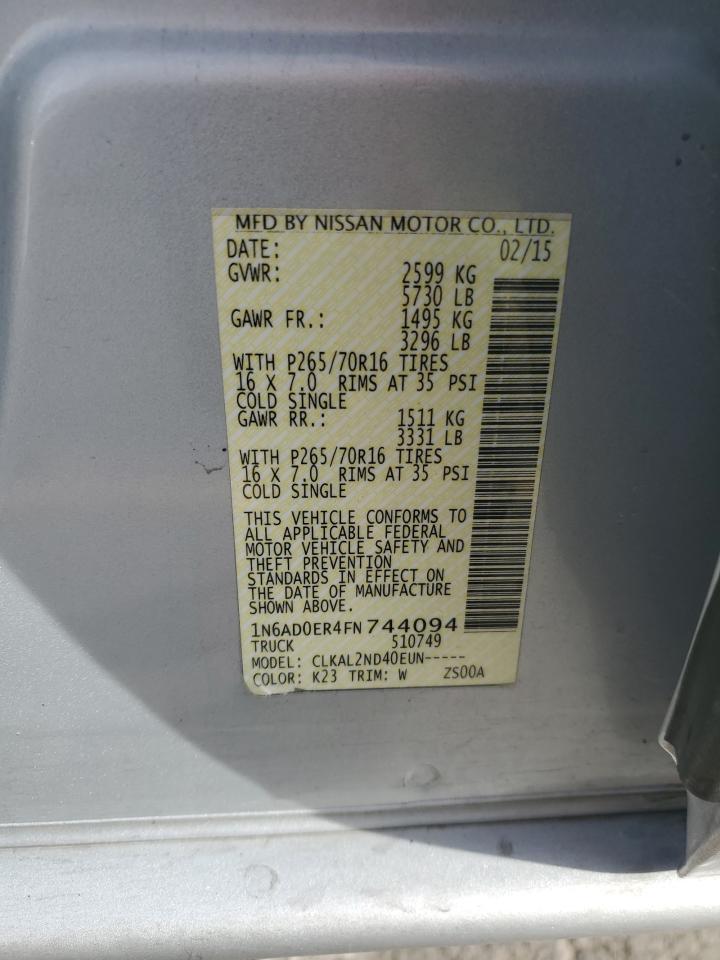 MFD BY NISSAN MOTOR CO., LTD.
DATE: 02/15
GVWR: 2599 KG
5730 LB
GAWR FR.: 1495 KG
3296 LB
WITH P265/70R16 TIRES
16 X 7.0 RIMS AT 35 PSI
COLD SINGLE
GAWR RR.: 1511 KG
3331 LB
WITH P265/70R16 TIRES
16 X 7.0 RIMS AT 35 PSI
COLD SINGLE
THIS VEHICLE CONFORMS TO
ALL APPLICABLE FEDERAL
MOTOR VEHICLE SAFETY AND
THEFT PREVENTION
STANDARDS IN EFFECT ON
THE DATE OF MANUFACTURE
SHOWN ABOVE.
1N6AD0ER4FN744094
TRUCK 510749
MODEL: CLKAL2ND40EUN-----
COLOR: K23 TRIM: W ZS00A